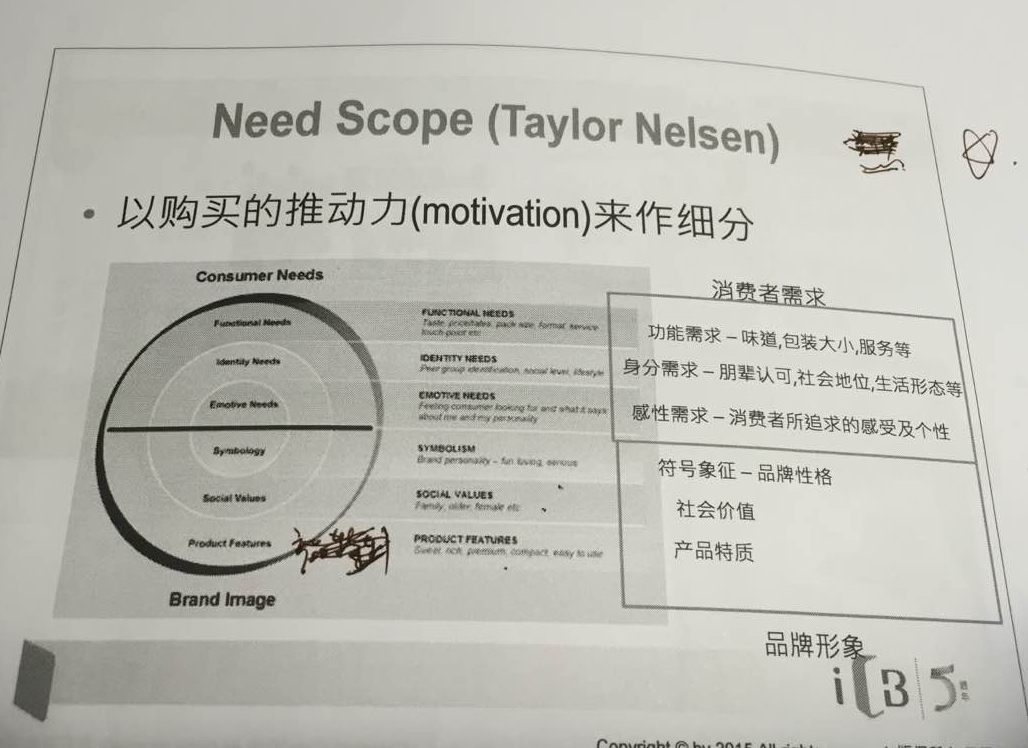 Need Scope (Taylor Nelsen)
• 以购买的推动力(motivation)来作细分
Consumer Needs
Functional Needs
Identity Needs
Emotive Needs
Symbology
Social Values
Product Features
Brand Image
FUNCTIONAL NEEDS
Taste, price/sales, pack size, format, service
touch-point etc
IDENTITY NEEDS
Peer group identification, social level, lifestyle
EMOTIVE NEEDS
Feeling consumer looking for and what it says
about me and my personality
SYMBOLISM
Brand personality – fun loving, serious
SOCIAL VALUES
Family, older, female etc
PRODUCT FEATURES
Sweet, rich, premium, compact, easy to use
消费者需求
功能需求 – 味道,包装大小,服务等
身分需求 – 朋辈认可,社会地位,生活形态等
感性需求 – 消费者所追求的感受及个性
符号象征 – 品牌性格
社会价值
产品特质
品牌形象
iCB 5
Copyright © by 2015 All